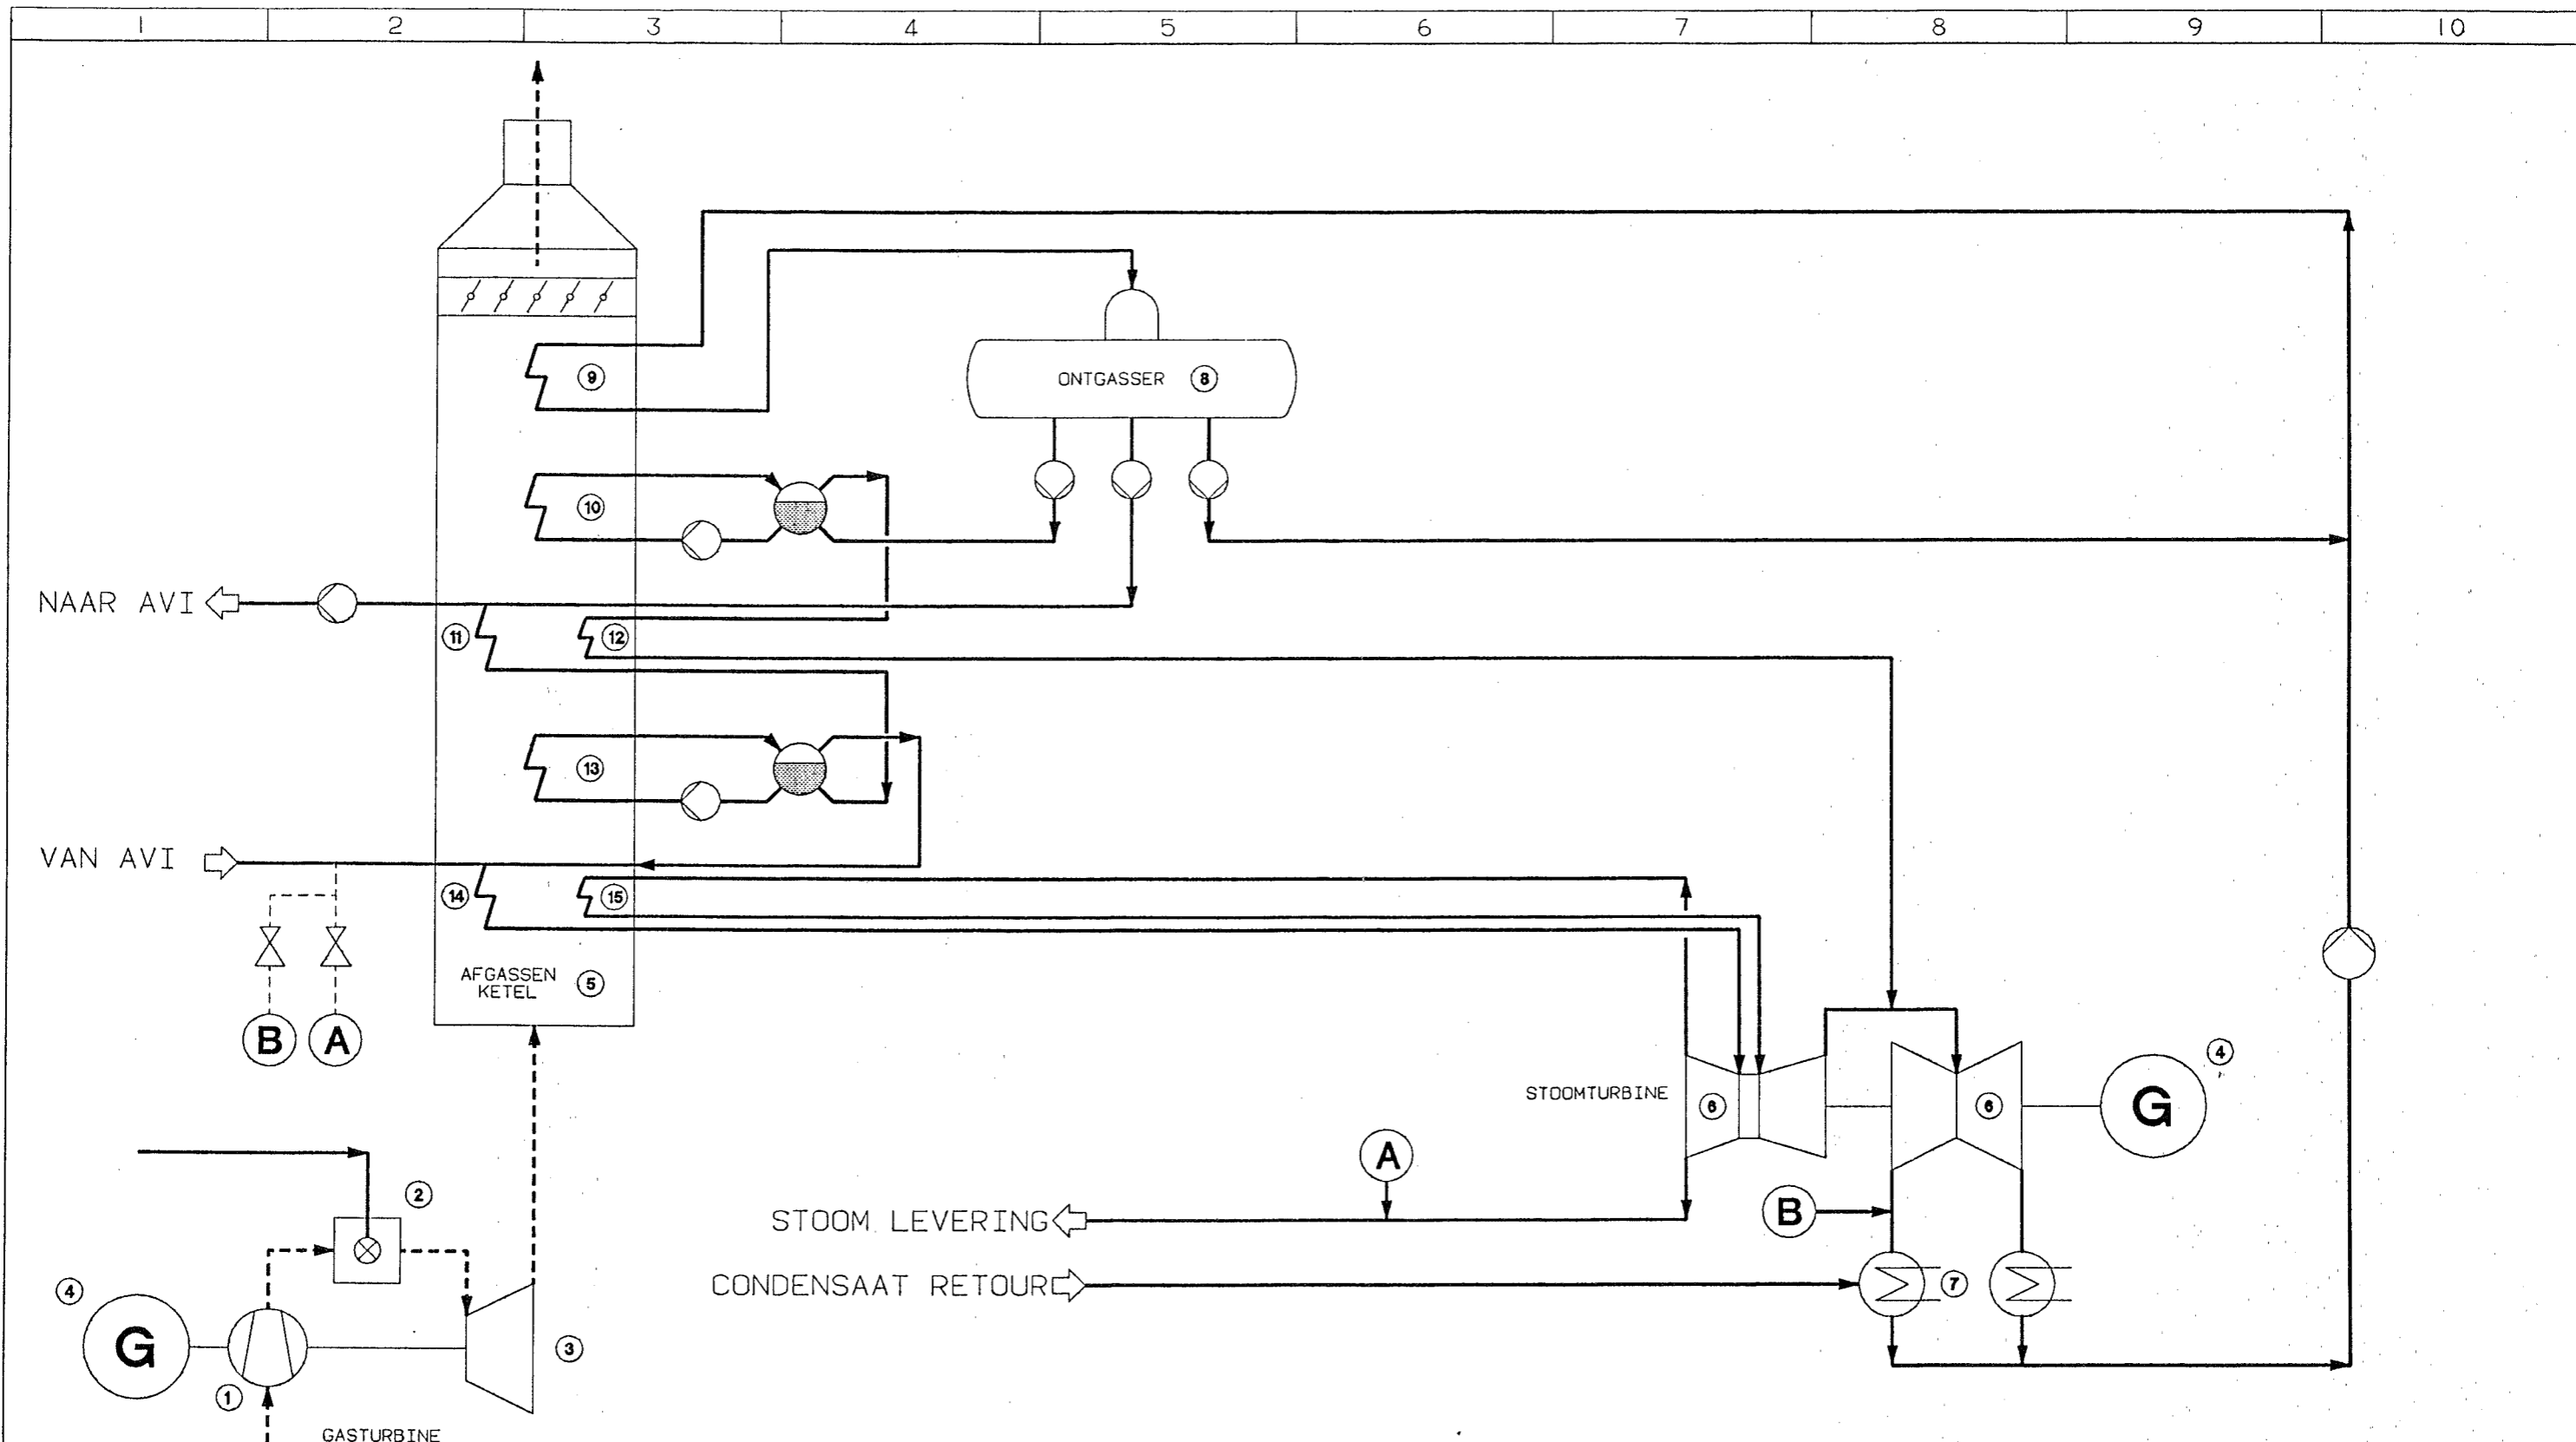 1 2 3 4 5 6 7 8 9 10
9
ONTGASSER 8
10
NAAR AVI
11
12
13
VAN AVI
14
15
AFGASSEN
KETEL
5
B A
4
G
STOOMTURBINE
6
6
A
2
STOOM LEVERING
B
CONDENSAAT RETOUR
7
4
G
3
1
GASTURBINE